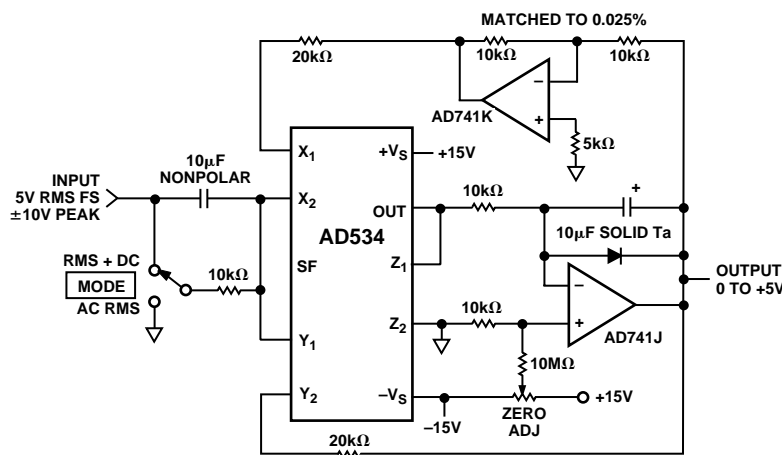 MATCHED TO 0.025%
20kΩ
10kΩ
10kΩ
AD741K
5kΩ
INPUT
5V RMS FS
±10V PEAK
10µF
NONPOLAR
RMS + DC
MODE
AC RMS
10kΩ
X1
X2
SF
Y1
Y2
AD534
+VS
+15V
OUT
Z1
Z2
–VS
–15V
10kΩ
+
10µF SOLID Ta
10kΩ
10MΩ
ZERO
ADJ
+15V
–
+
–
+
AD741J
OUTPUT
0 TO +5V
20kΩ